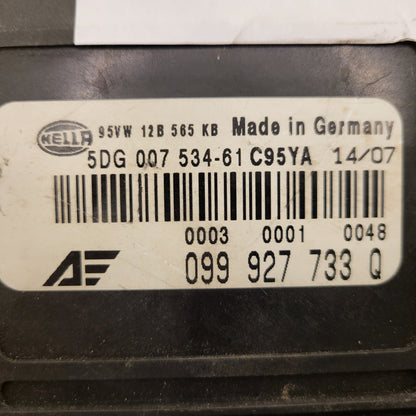 HELLA 95VW 12B 565 KB Made in Germany
5DG 007 534-61 C95YA 14/07
0003 0001 0048
099 927 733 Q